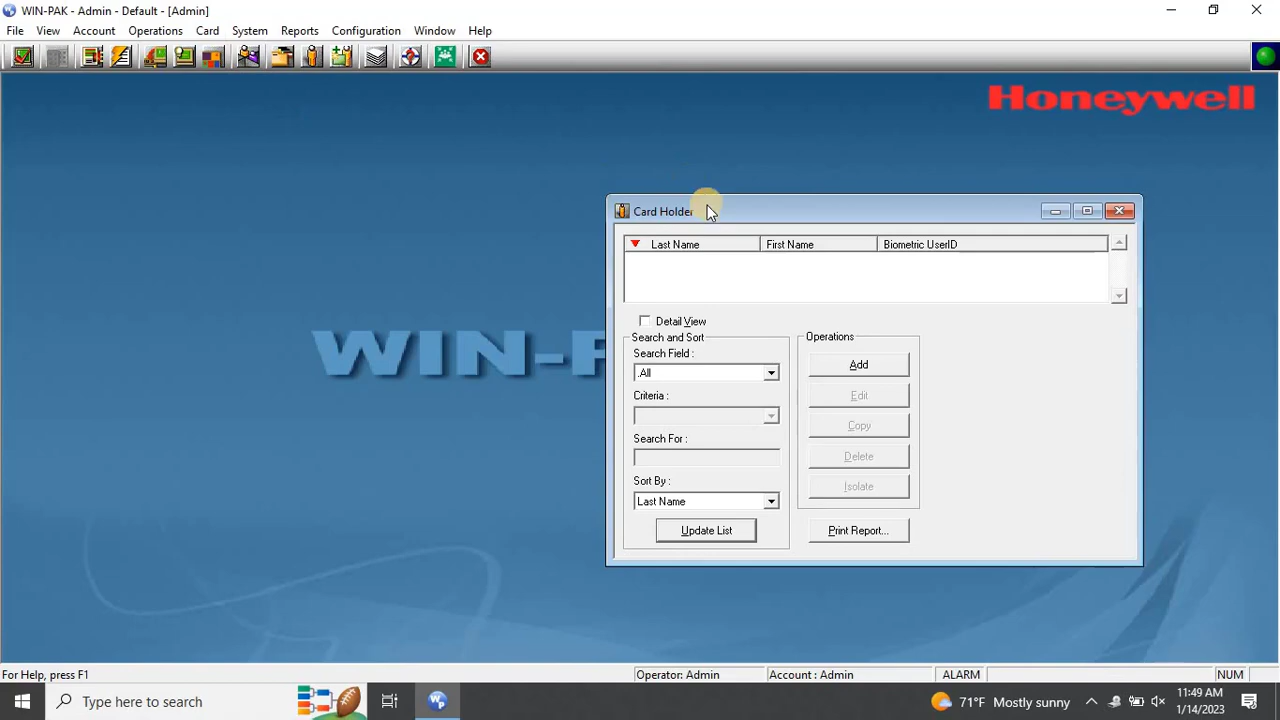 WIN-PAK - Admin - Default - [Admin]
File View Account Operations Card System Reports Configuration Window Help
Honeywell
WIN-P
Card Holder
Last Name First Name Biometric UserID
Detail View
Search and Sort
Search Field :
.All
Criteria :
Search For :
Sort By :
Last Name
Update List
Operations
Add
Edit
Copy
Delete
Isolate
Print Report...
For Help, press F1
Operator: Admin
Account : Admin
ALARM
NUM
Type here to search
71°F Mostly sunny
11:49 AM
1/14/2023